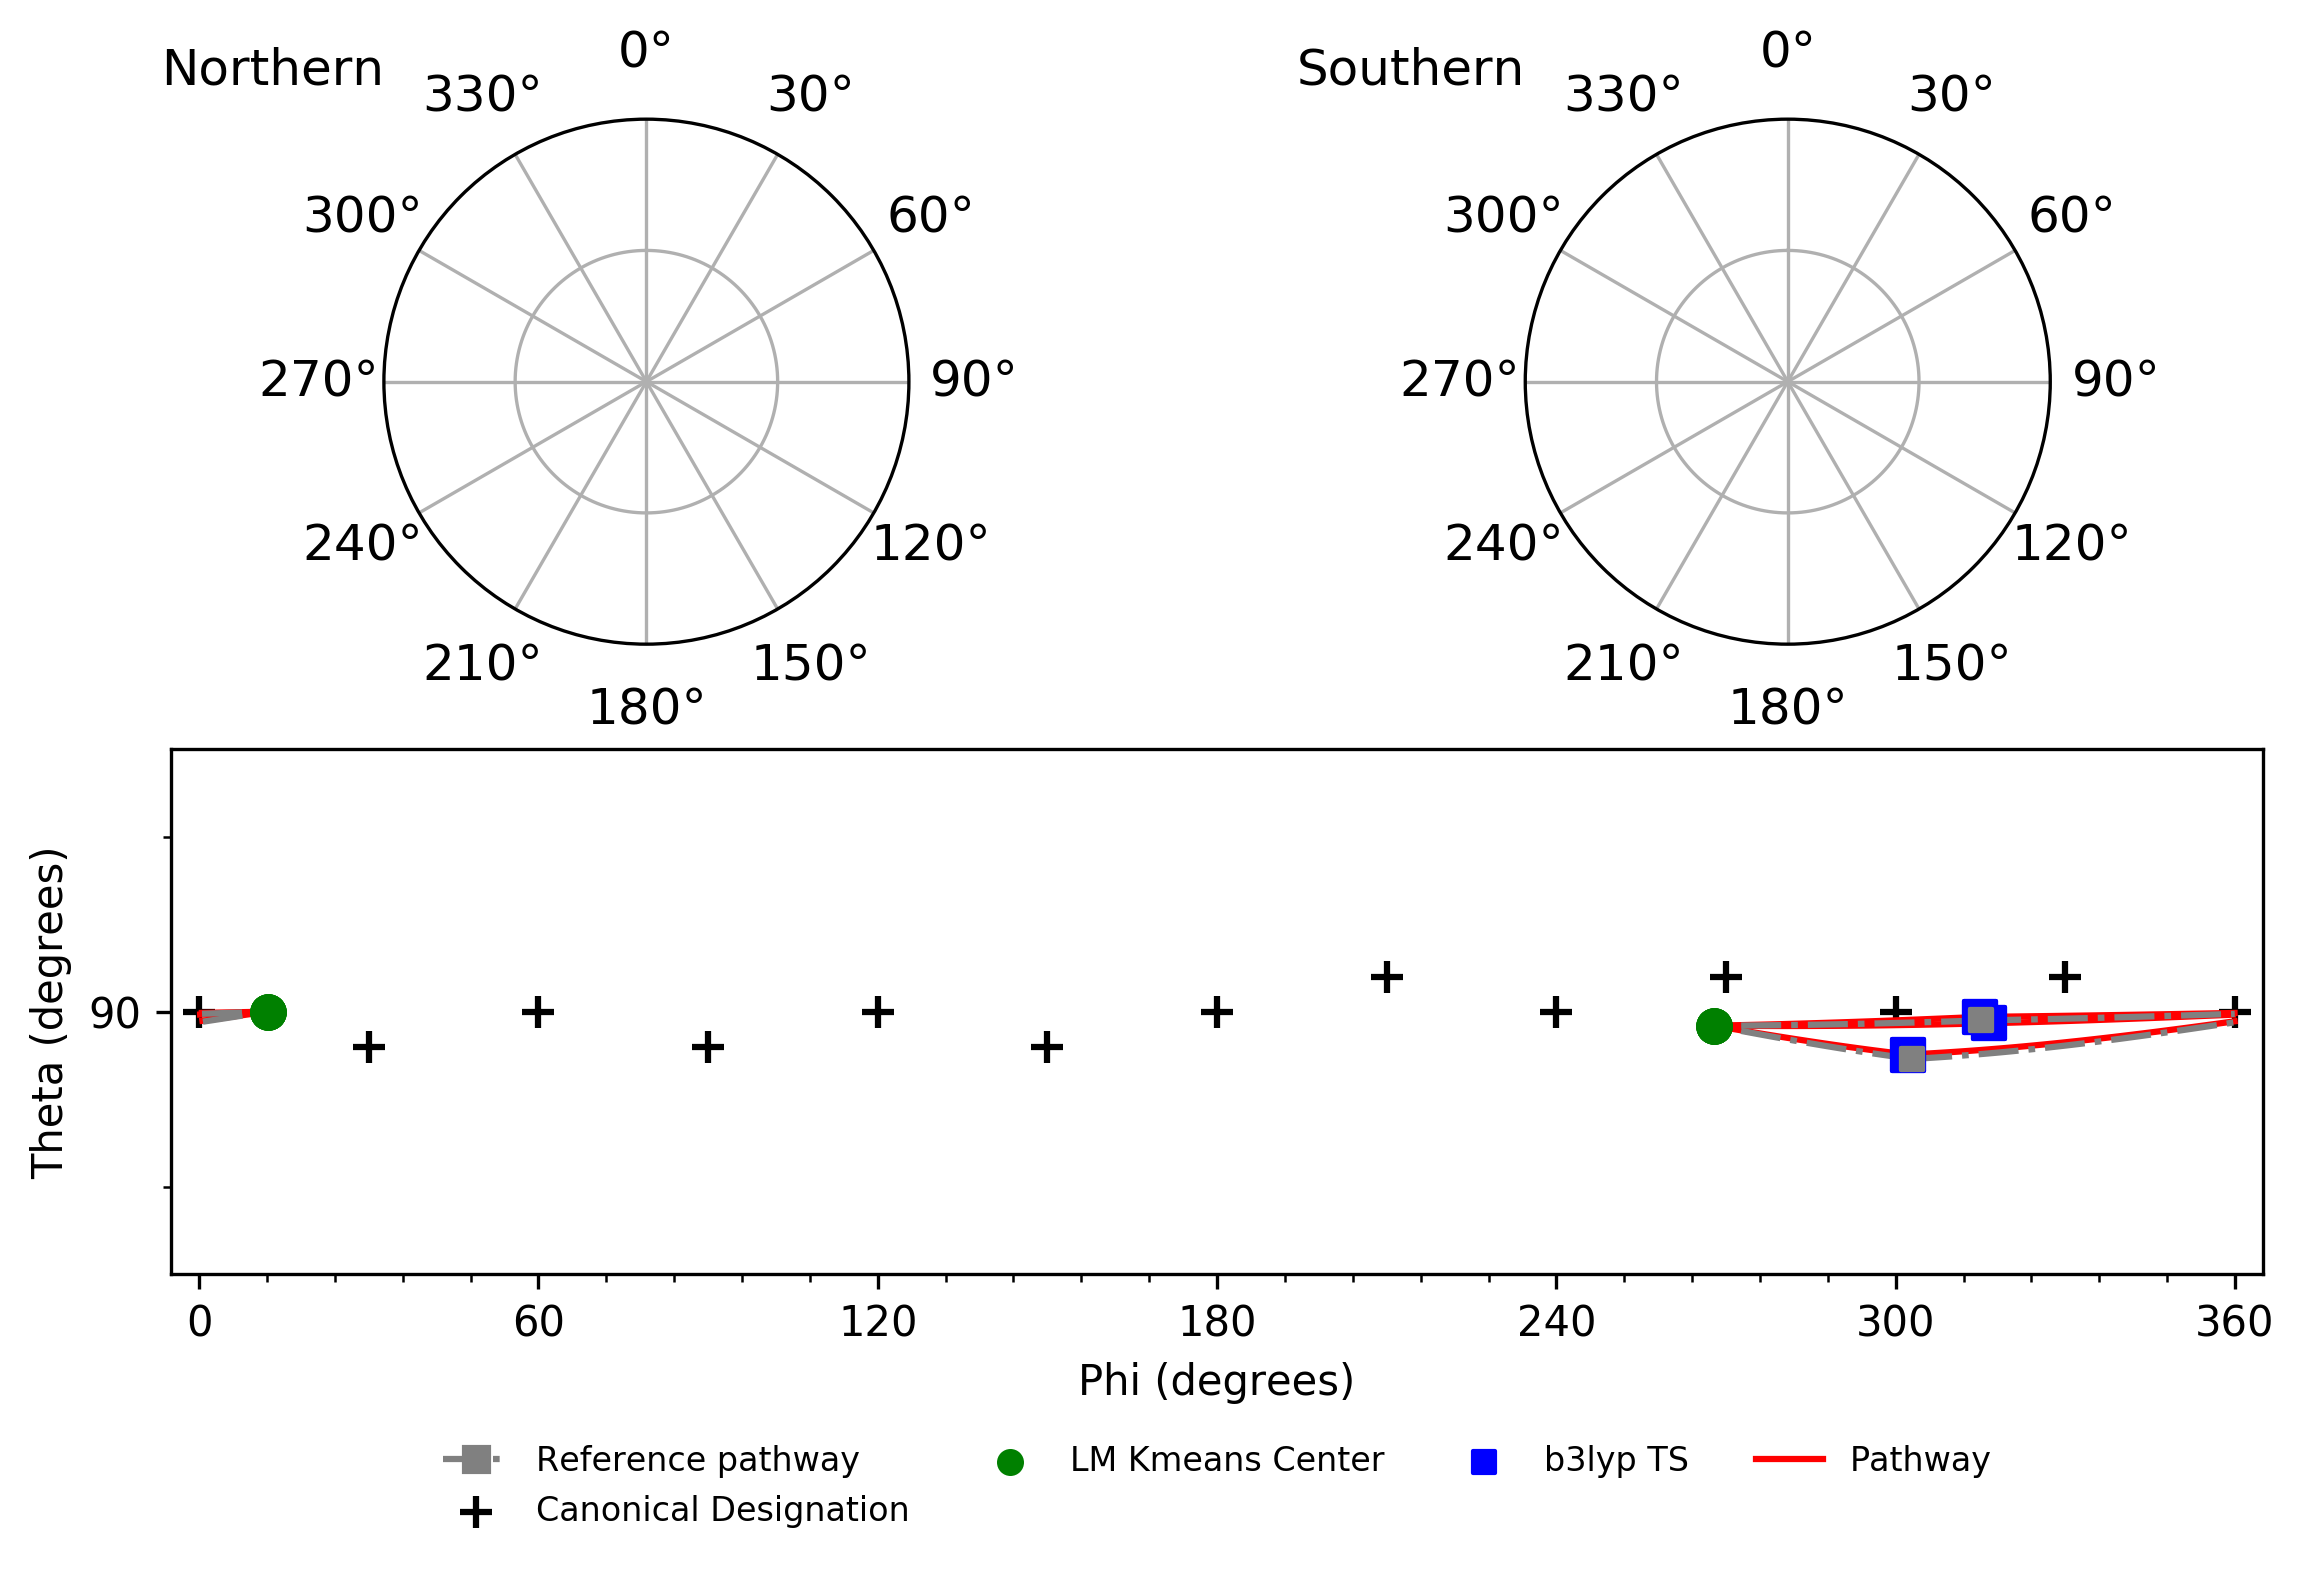 Northern
0°
30°
60°
90°
120°
150°
180°
210°
240°
270°
300°
330°
Southern
0°
30°
60°
90°
120°
150°
180°
210°
240°
270°
300°
330°
Theta (degrees)
90
0 60 120 180 240 300 360
Phi (degrees)
Reference pathway
Canonical Designation
LM Kmeans Center
b3lyp TS
Pathway